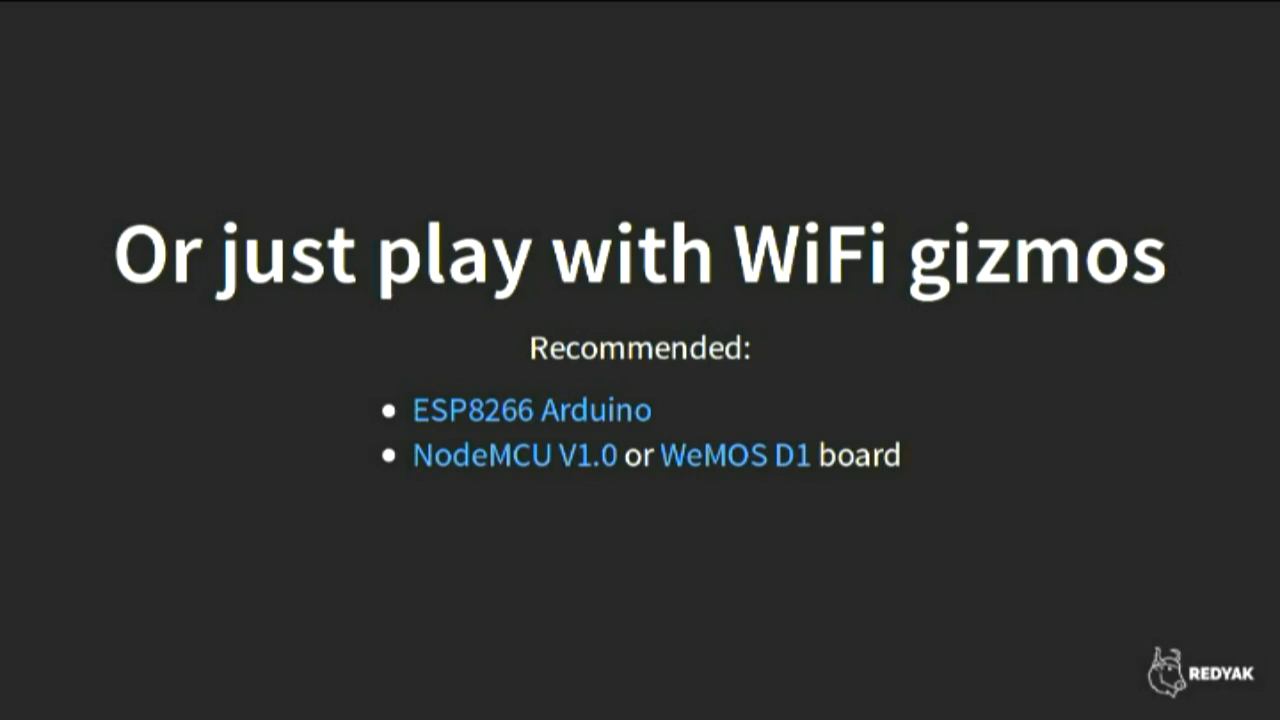 Or just play with WiFi gizmos
Recommended:
ESP8266 Arduino
NodeMCU V1.0 or WeMOS D1 board
REDYAK